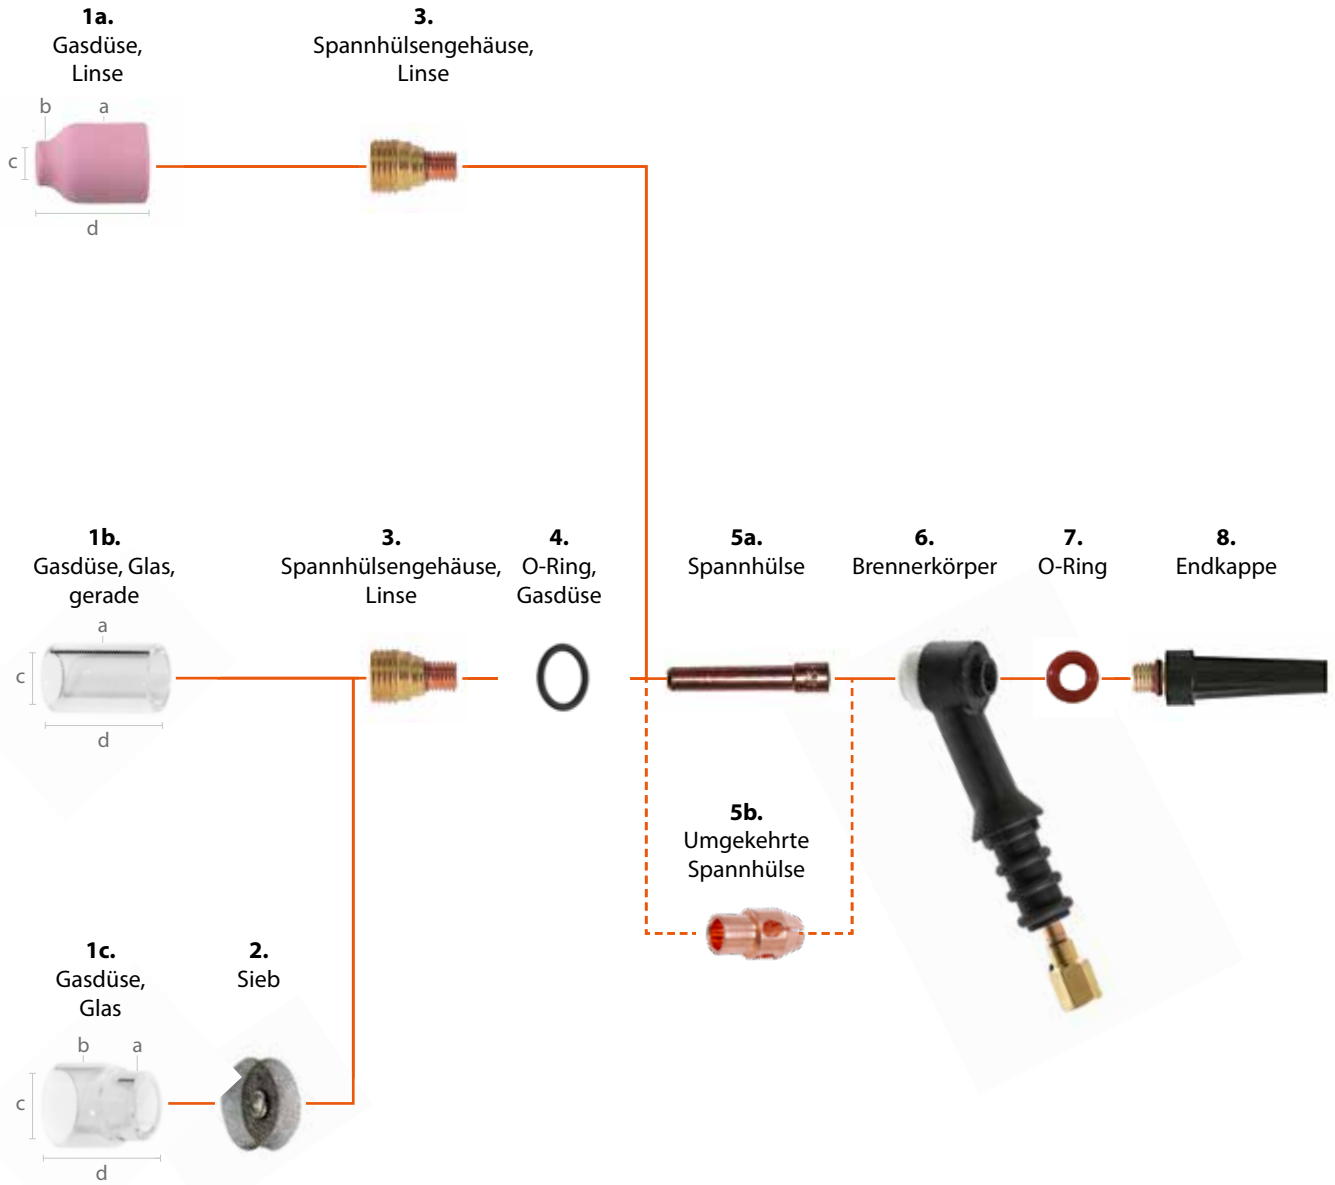 1a.
Gasdüse,
Linse
3.
Spannhülsengehäuse,
Linse
b
a
c
d
1b.
Gasdüse, Glas,
gerade
3.
Spannhülsengehäuse,
Linse
4.
O-Ring,
Gasdüse
5a.
Spannhülse
6.
Brennerkörper
7.
O-Ring
8.
Endkappe
a
c
d
5b.
Umgekehrte
Spannhülse
1c.
Gasdüse,
Glas
2.
Sieb
b
a
c
d